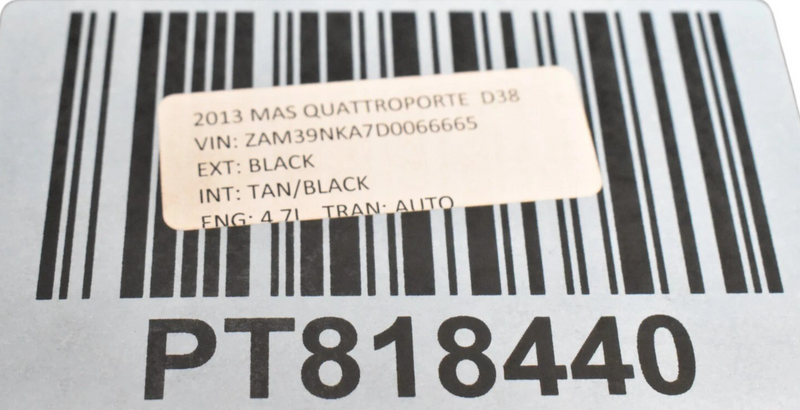 2013 MAS QUATTROPORTE D38
VIN: ZAM39NKA7D0066665
EXT: BLACK
INT: TAN/BLACK
ENG: 4.7L TRAN: AUTO
PT818440